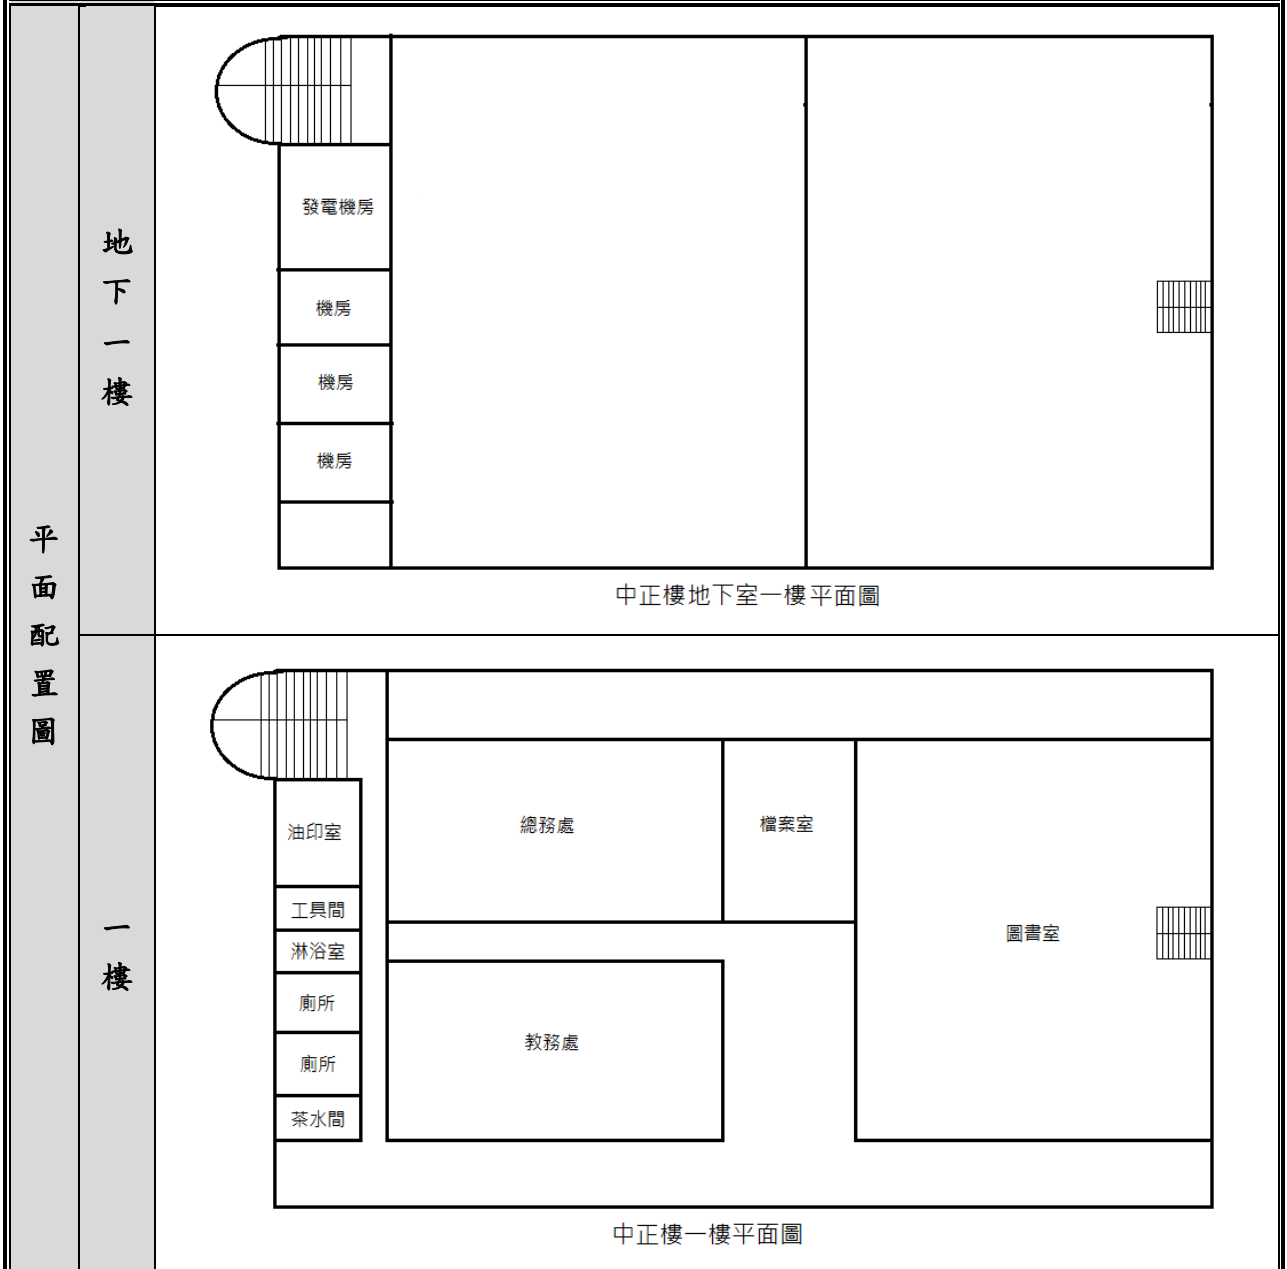 平面配置圖
地下一樓
發電機房
機房
機房
機房
中正樓地下室一樓平面圖
一樓
油印室
工具間
淋浴室
廁所
廁所
茶水間
總務處
檔案室
教務處
圖書室
中正樓一樓平面圖